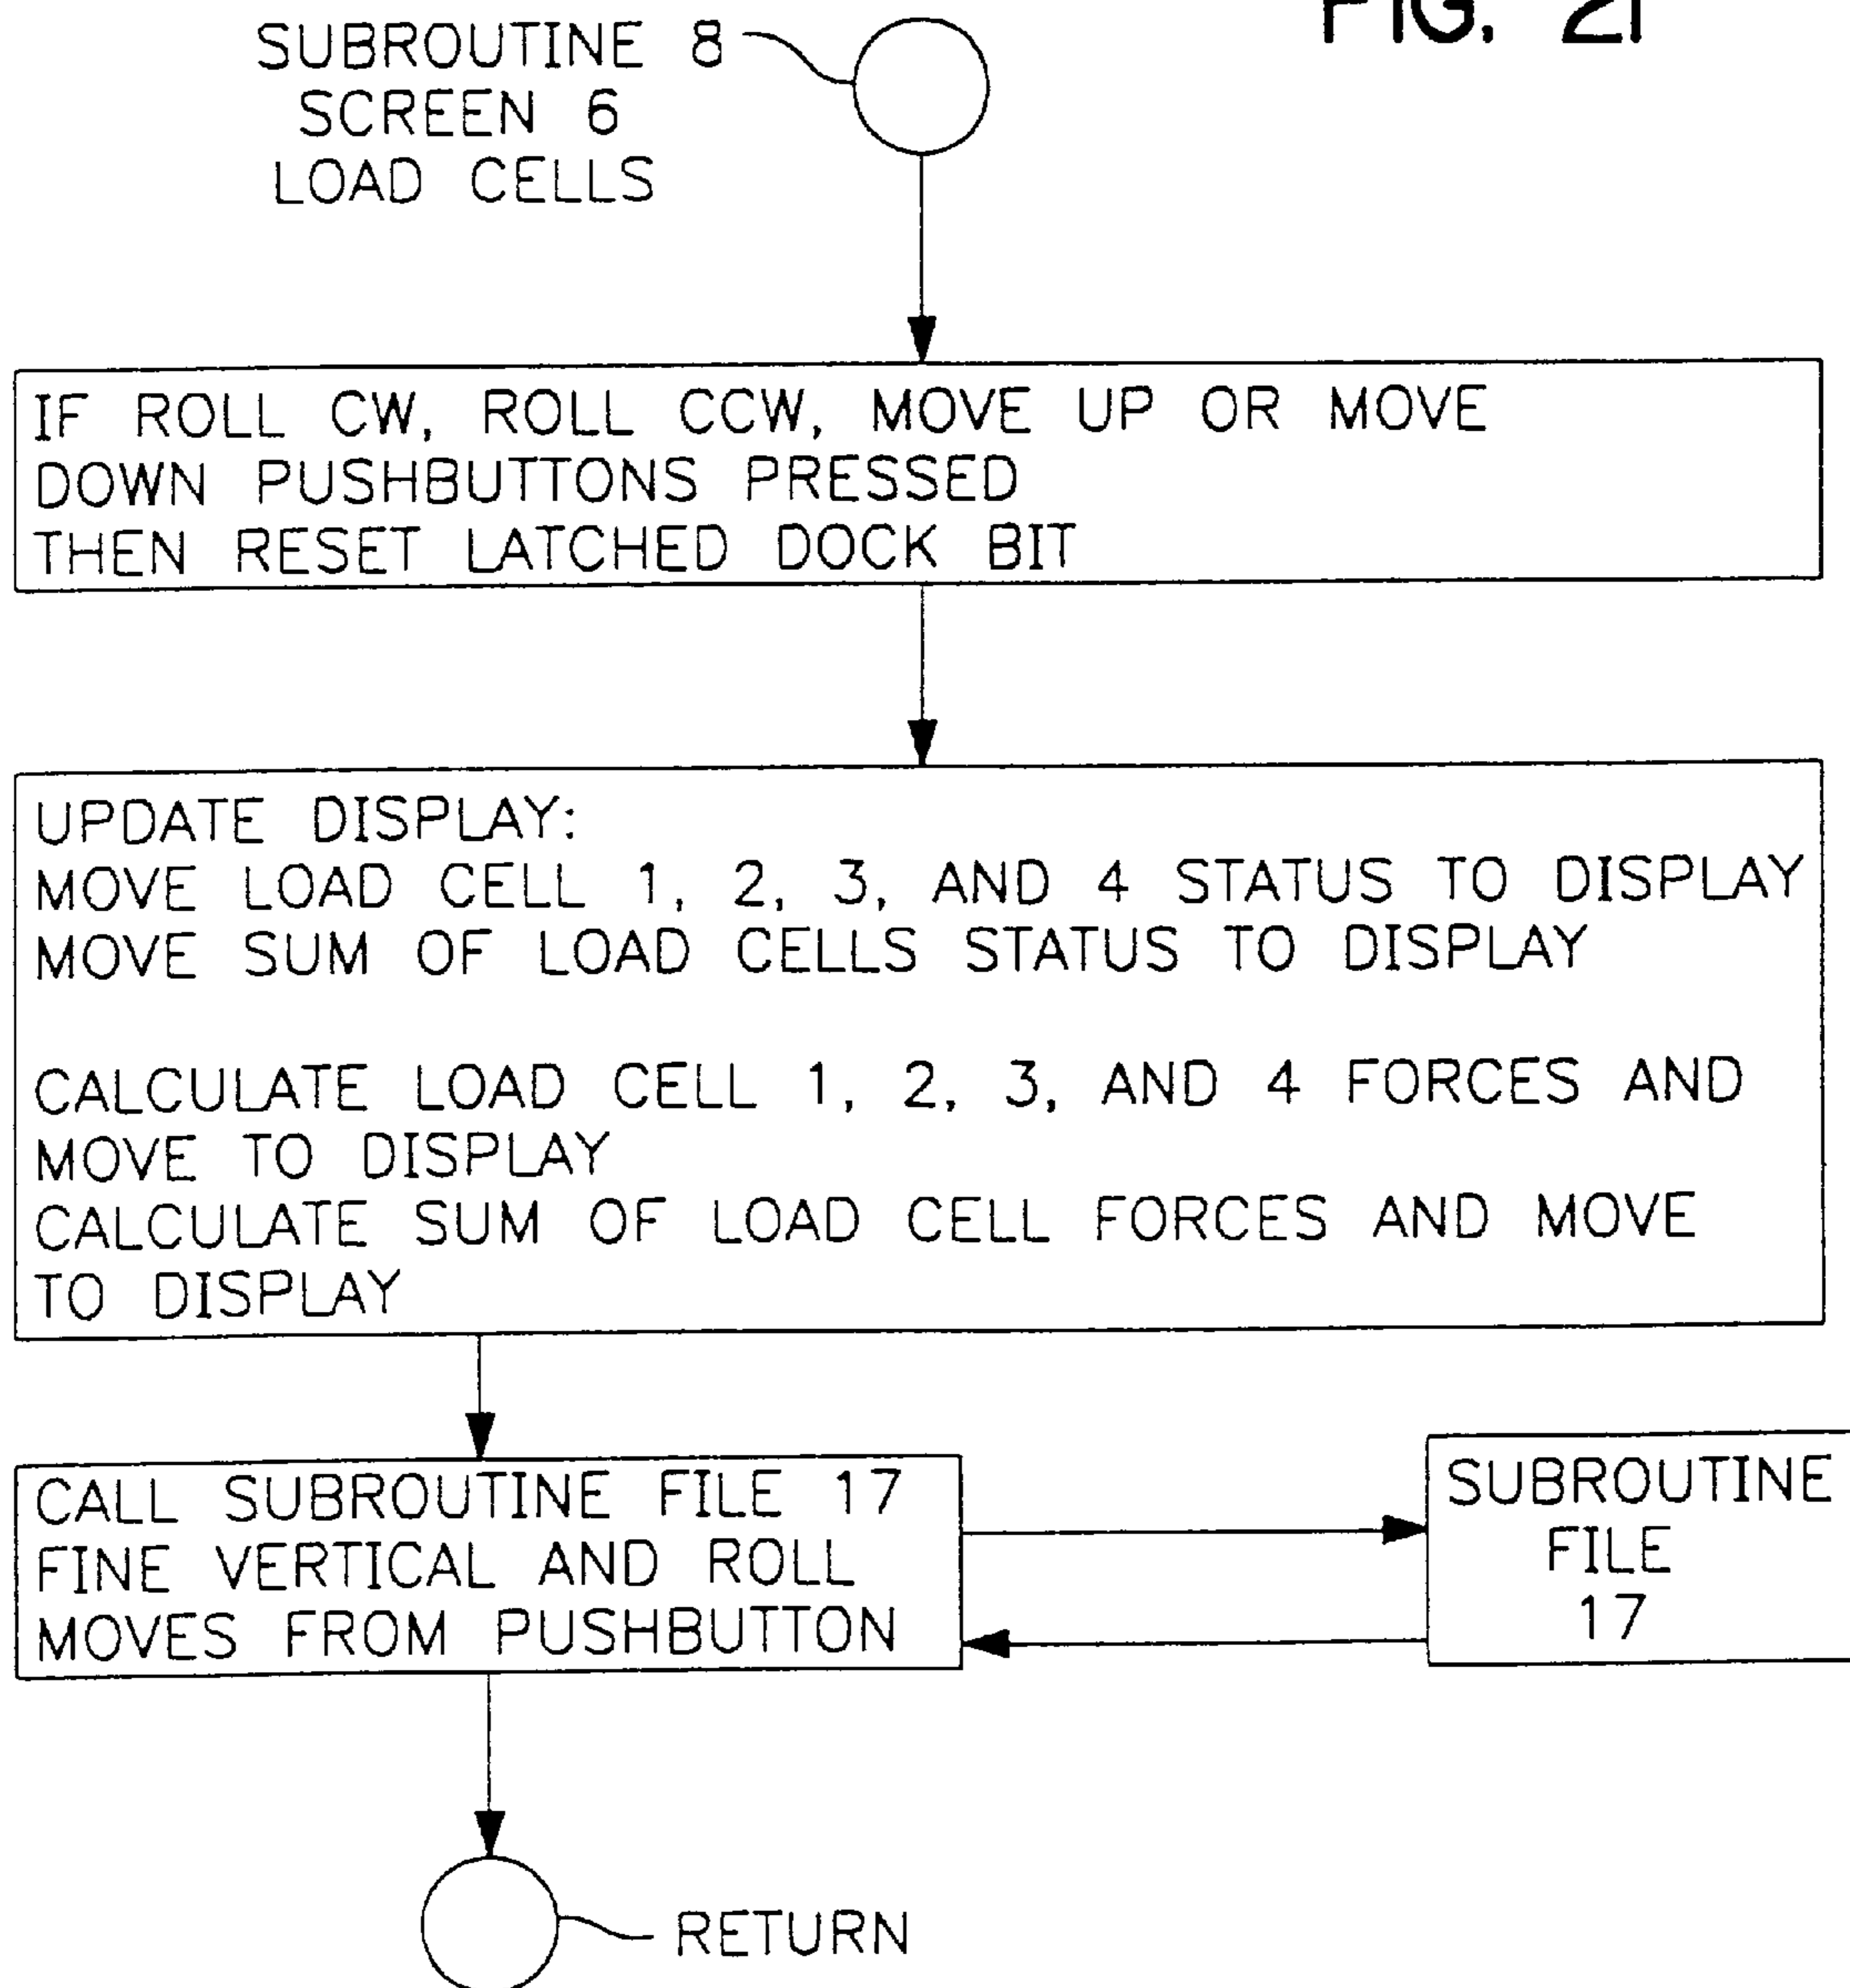 FIG. 21
SUBROUTINE 8
SCREEN 6
LOAD CELLS
IF ROLL CW, ROLL CCW, MOVE UP OR MOVE
DOWN PUSHBUTTONS PRESSED
THEN RESET LATCHED DOCK BIT
UPDATE DISPLAY:
MOVE LOAD CELL 1, 2, 3, AND 4 STATUS TO DISPLAY
MOVE SUM OF LOAD CELLS STATUS TO DISPLAY
CALCULATE LOAD CELL 1, 2, 3, AND 4 FORCES AND
MOVE TO DISPLAY
CALCULATE SUM OF LOAD CELL FORCES AND MOVE
TO DISPLAY
CALL SUBROUTINE FILE 17
FINE VERTICAL AND ROLL
MOVES FROM PUSHBUTTON
SUBROUTINE
FILE
17
RETURN